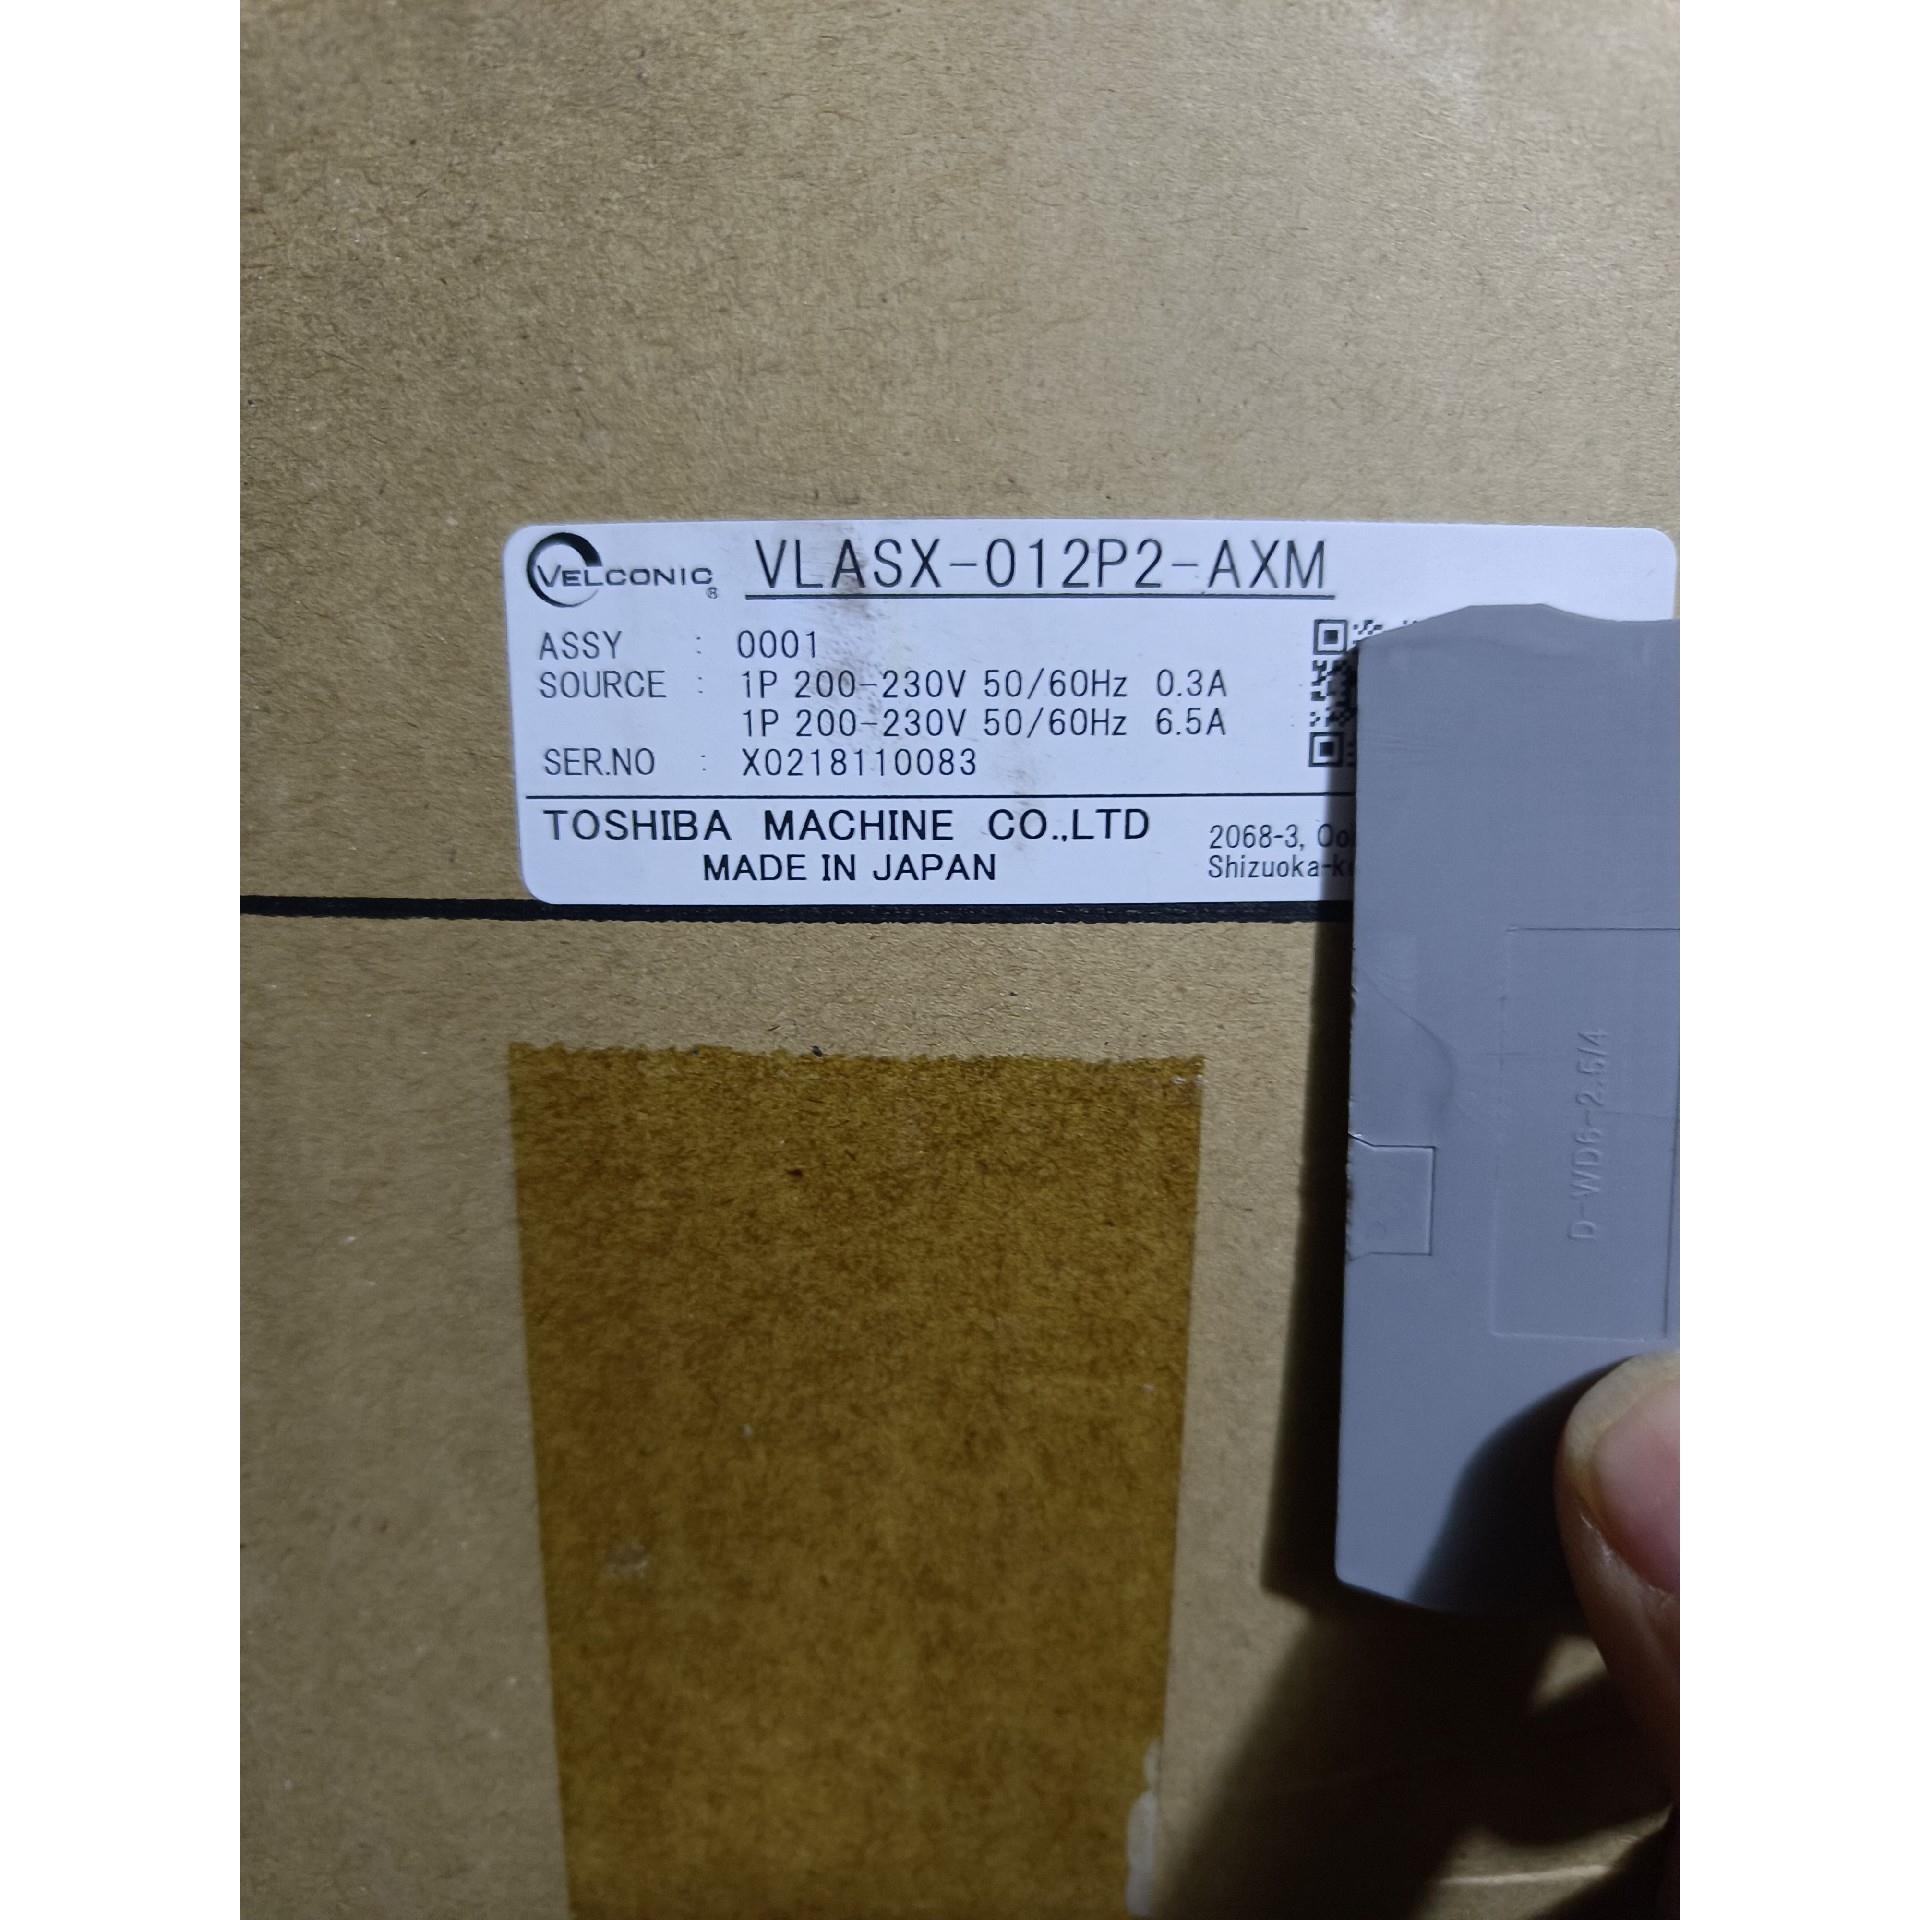 VELCONIC ® VLASX-012P2-AXM
ASSY : 0001
SOURCE : 1P 200-230V 50/60Hz 0.3A
1P 200-230V 50/60Hz 6.5A
SER.NO : X0218110083
TOSHIBA MACHINE CO.,LTD
MADE IN JAPAN
2068-3,
Shizuoka-
D-WD6-2.5/4